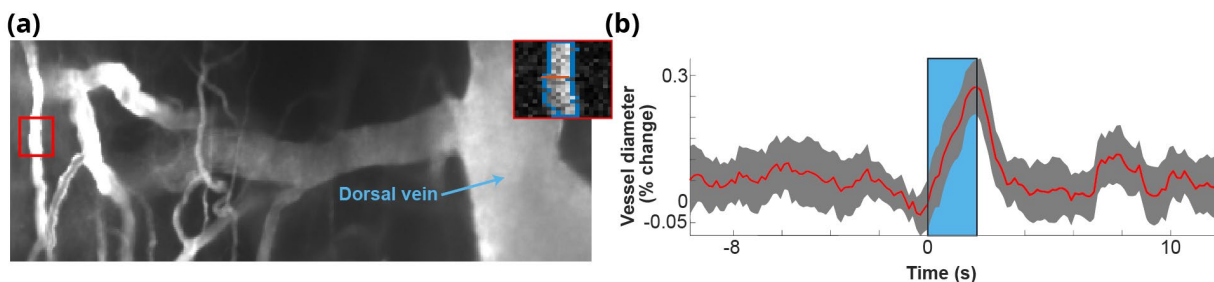 (a)
Dorsal vein
(b)
Vessel diameter
(% change)
0.3
0
-0.05
-8
0
10
Time (s)